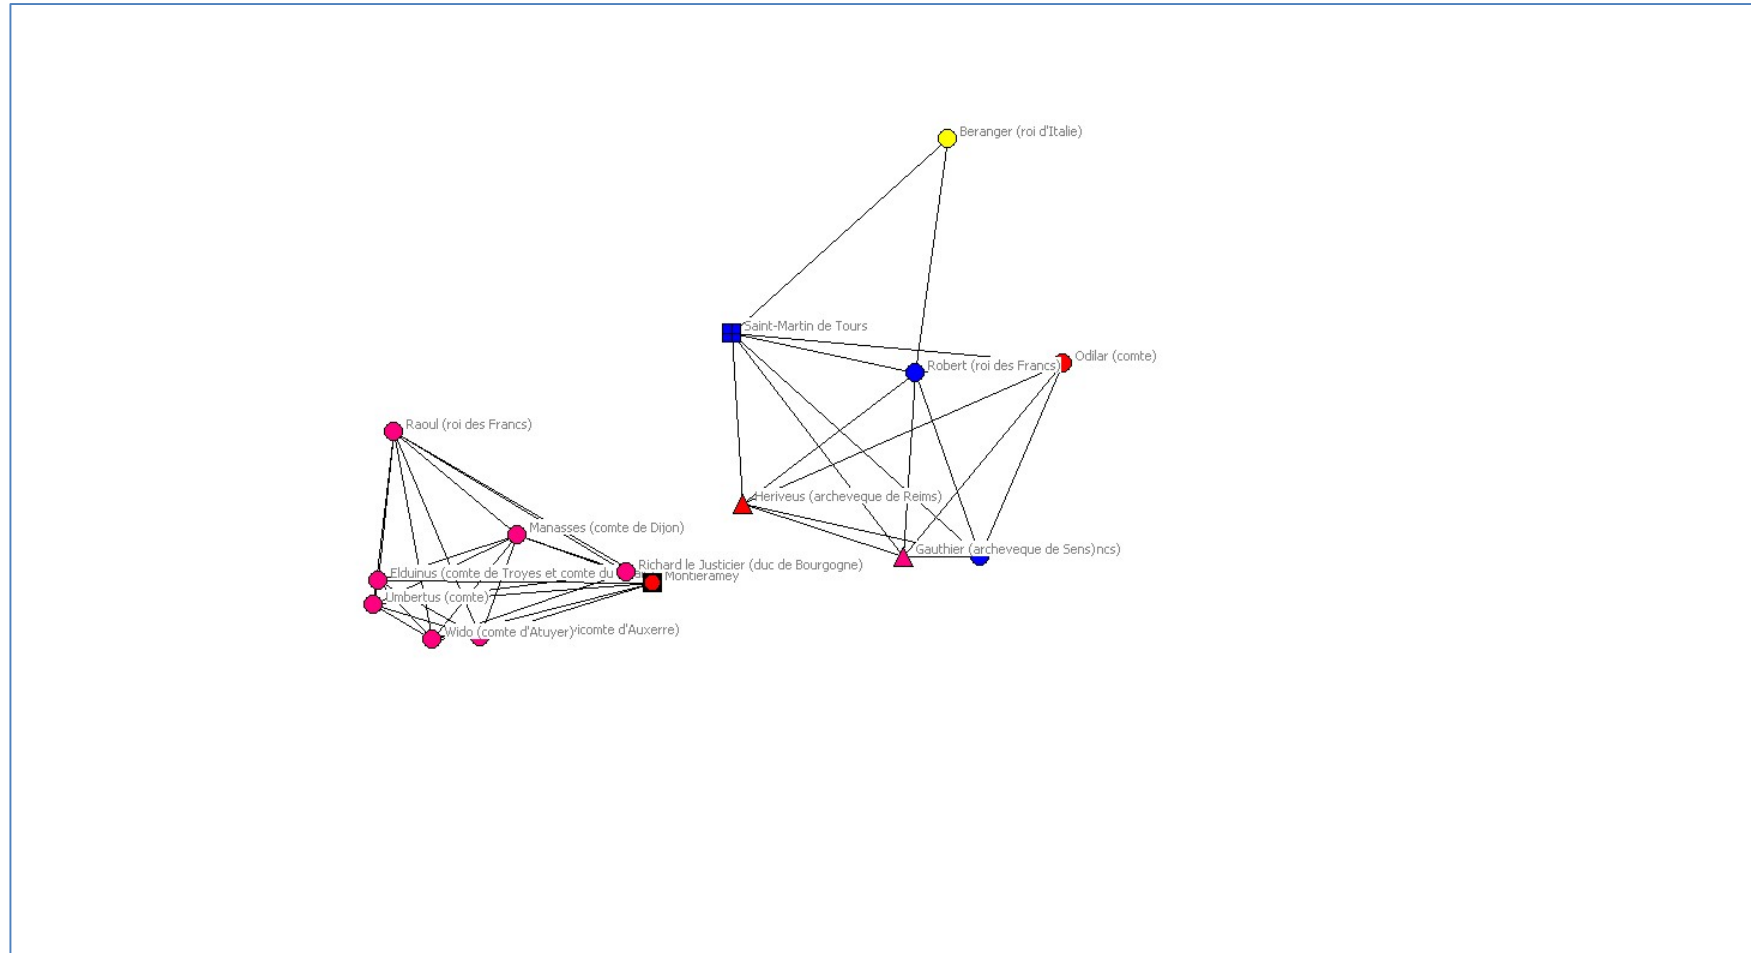 Beranger (roi d'Italie)
Saint-Martin de Tours
Odilar (comte)
Robert (roi des Francs)
Raoul (roi des Francs)
Heriveus (archeveque de Reims)
Manasses (comte de Dijon)
Gauthier (archeveque de Sens)
Richard le Justicier (duc de Bourgogne)
Elduinus (comte de Troyes et comte du
Montieramey
Umbertus (comte)
Wido (comte d'Atuyer)
d'Auxerre)